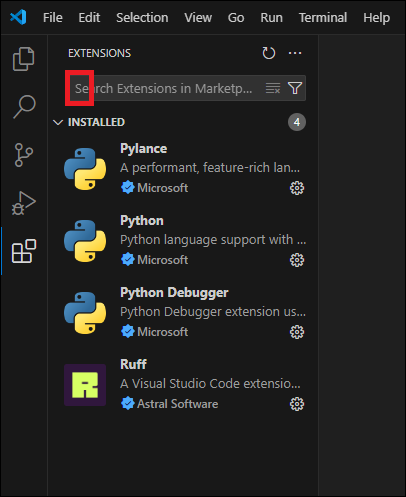 File Edit Selection View Go Run Terminal Help
EXTENSIONS
Search Extensions in Marketp...
INSTALLED 4
Pylance
A performant, feature-rich lan...
Microsoft
Python
Python language support with ...
Microsoft
Python Debugger
Python Debugger extension us...
Microsoft
Ruff
A Visual Studio Code extensio...
Astral Software